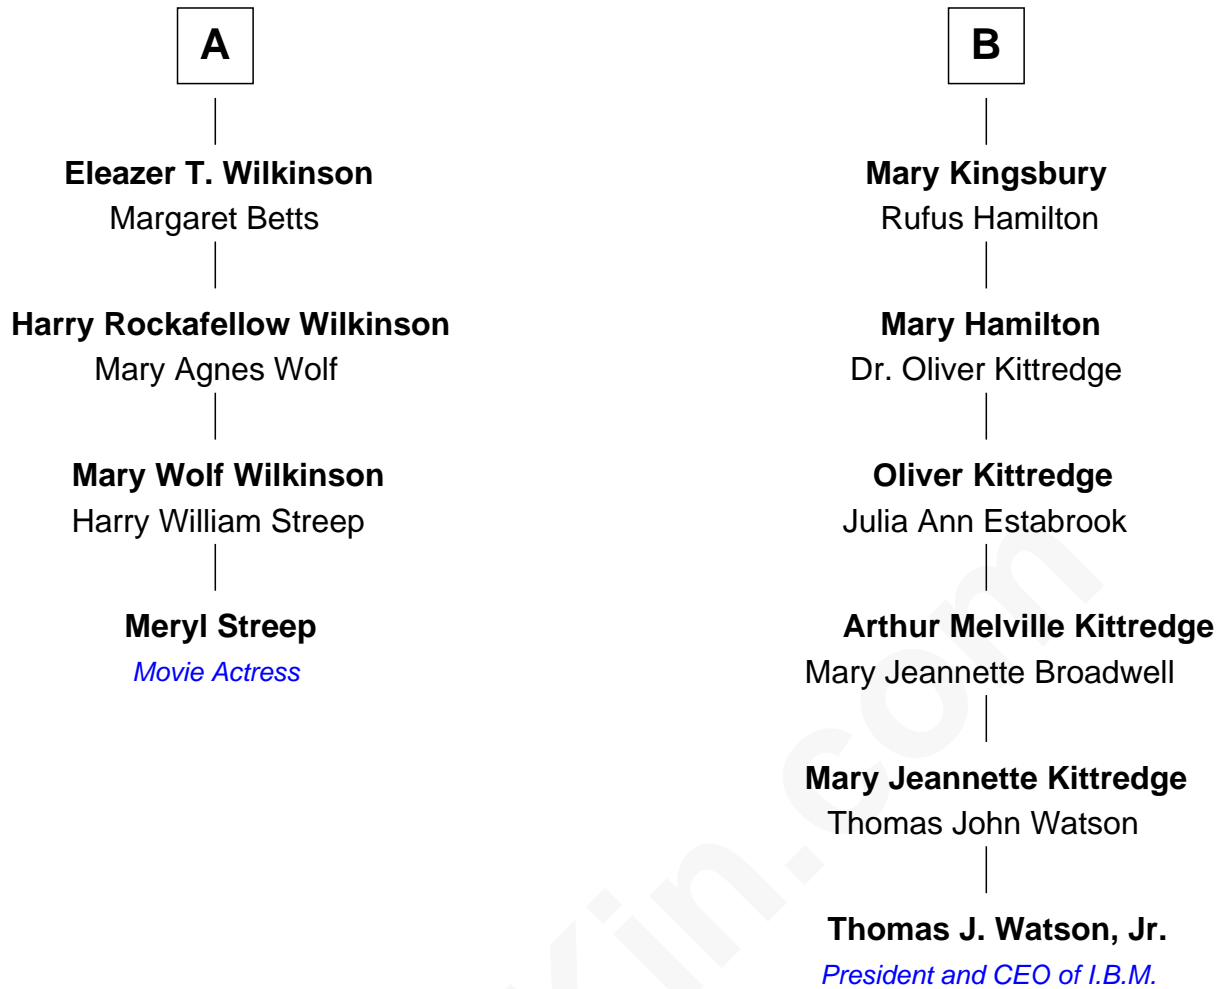 A
Eleazer T. Wilkinson
Margaret Betts
Harry Rockafellow Wilkinson
Mary Agnes Wolf
Mary Wolf Wilkinson
Harry William Streep
Meryl Streep
Movie Actress
B
Mary Kingsbury
Rufus Hamilton
Mary Hamilton
Dr. Oliver Kittredge
Oliver Kittredge
Julia Ann Estabrook
Arthur Melville Kittredge
Mary Jeannette Broadwell
Mary Jeannette Kittredge
Thomas John Watson
Thomas J. Watson, Jr.
President and CEO of I.B.M.